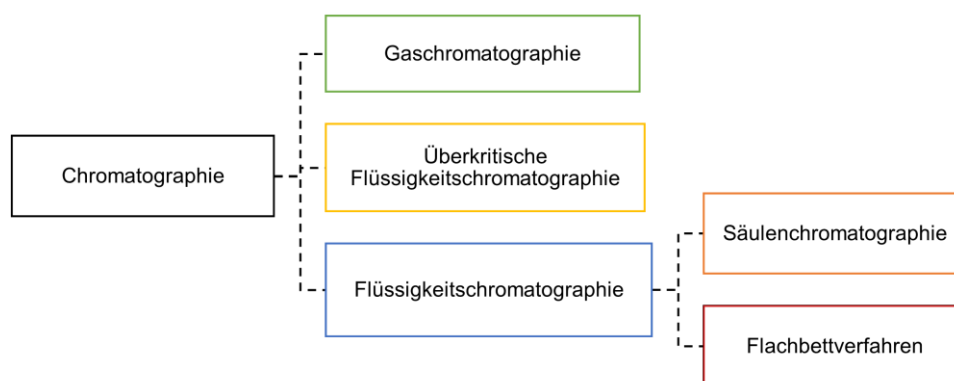 Gaschromatographie
Chromatographie
Überkritische
Flüssigkeitschromatographie
Flüssigkeitschromatographie
Säulenchromatographie
Flachbettverfahren